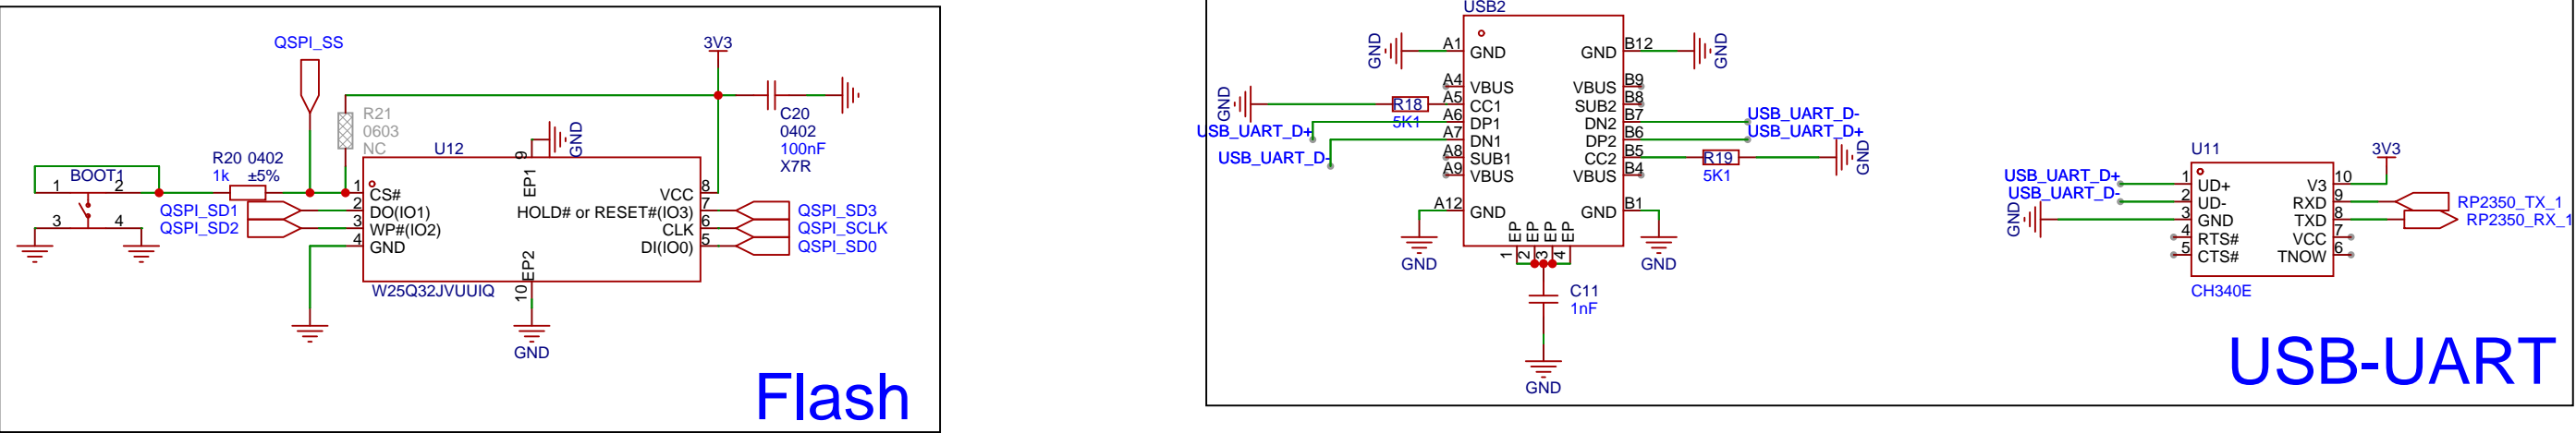 QSPI_SS
3V3
R21
0603
NC
C20
0402
100nF
X7R
U12
9
GND
EP1
R20 0402
1k ±5%
BOOT1
1
2
3
4
QSPI_SD1
QSPI_SD2
1
2
3
4
CS#
DO(IO1)
WP#(IO2)
GND
VCC
HOLD# or RESET#(IO3)
CLK
DI(IO0)
8
7
6
5
QSPI_SD3
QSPI_SCLK
QSPI_SD0
EP2
10
W25Q32JVUUIQ
GND
Flash
USB2
GND
A1
GND
GND
B12
GND
A4
VBUS
VBUS
B9
GND
R18
5K1
A5
CC1
SUB2
B8
USB_UART_D+
A6
DP1
DN2
B7
USB_UART_D-
USB_UART_D-
A7
DN1
DP2
B6
USB_UART_D+
A8
SUB1
CC2
B5
R19
5K1
GND
A9
VBUS
VBUS
B4
A12
GND
GND
B1
EP
EP
EP
EP
1
2
3
4
GND
GND
C11
1nF
GND
U11
3V3
USB_UART_D+
1
UD+
V3
10
USB_UART_D-
2
UD-
RXD
9
RP2350_TX_1
GND
3
GND
TXD
8
RP2350_RX_1
4
RTS#
VCC
7
5
CTS#
TNOW
6
CH340E
USB-UART